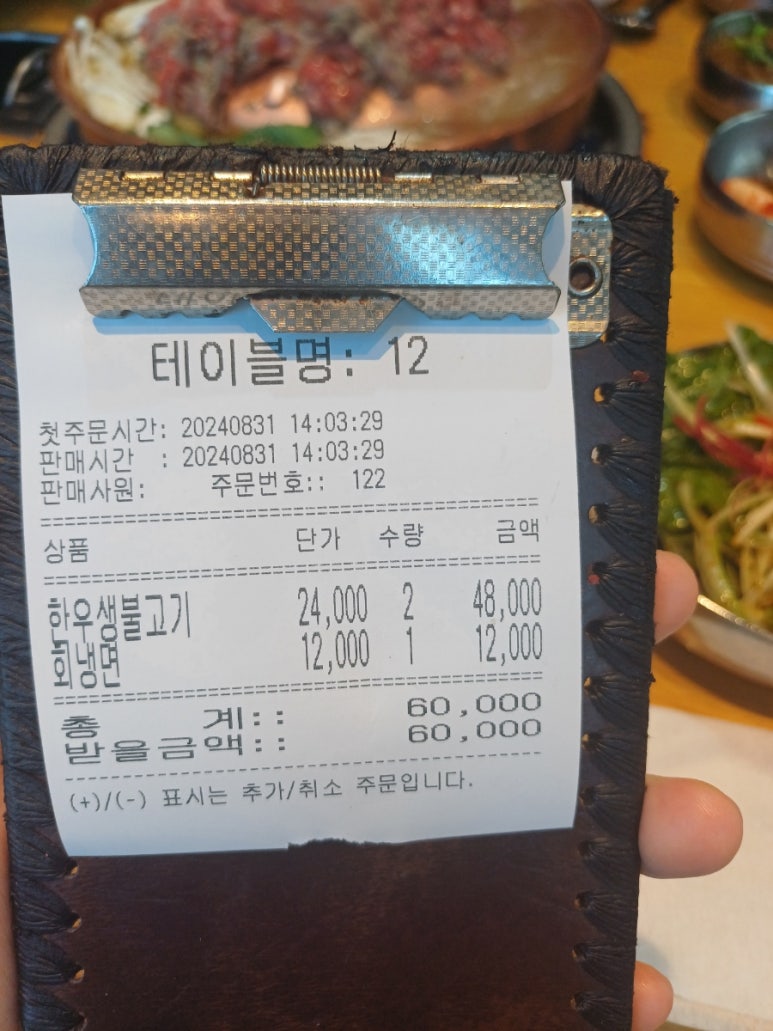 테이블명: 12
첫주문시간: 20240831 14:03:29
판매시간 : 20240831 14:03:29
판매사원: 주문번호:: 122
상품 단가 수량 금액
한우생불고기 24,000 2 48,000
회냉면 12,000 1 12,000
총 계:: 60,000
받을금액:: 60,000
(+)/(-) 표시는 추가/취소 주문입니다.